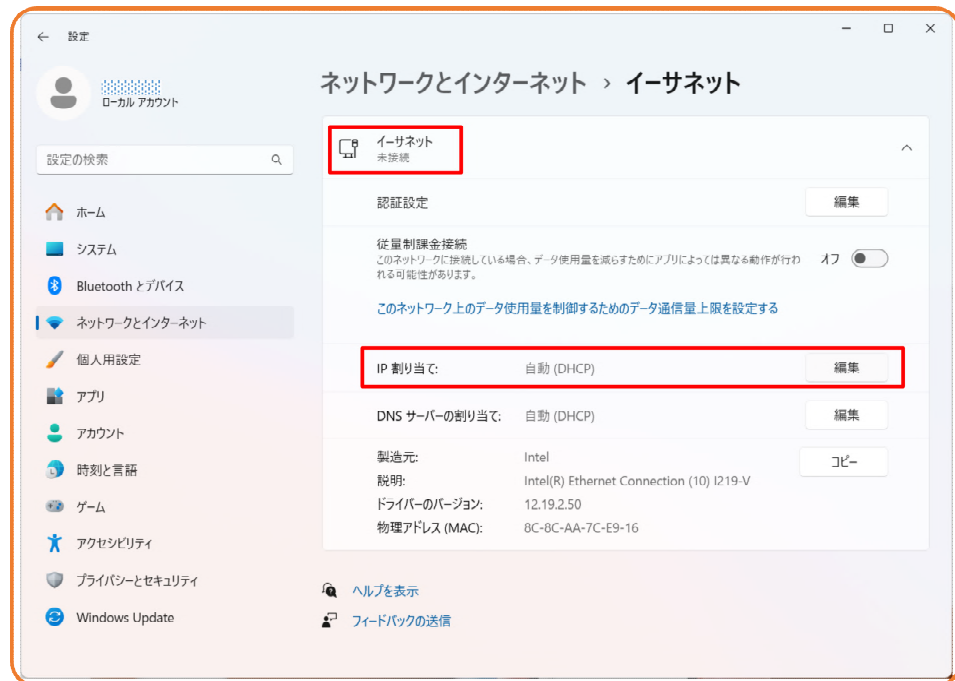 設定
ローカル アカウント
設定の検索
ホーム
システム
Bluetooth とデバイス
ネットワークとインターネット
個人用設定
アプリ
アカウント
時刻と言語
ゲーム
アクセシビリティ
プライバシーとセキュリティ
Windows Update
ネットワークとインターネット › イーサネット
イーサネット
未接続
認証設定 編集
従量制課金接続
このネットワークに接続している場合、データ使用量を減らすためにアプリによっては異なる動作が行わ オフ
れる可能性があります。
このネットワーク上のデータ使用量を制御するためのデータ通信量上限を設定する
IP 割り当て: 自動 (DHCP) 編集
DNS サーバーの割り当て: 自動 (DHCP) 編集
製造元: Intel コピー
説明: Intel(R) Ethernet Connection (10) I219-V
ドライバーのバージョン: 12.19.2.50
物理アドレス (MAC): 8C-8C-AA-7C-E9-16
ヘルプを表示
フィードバックの送信